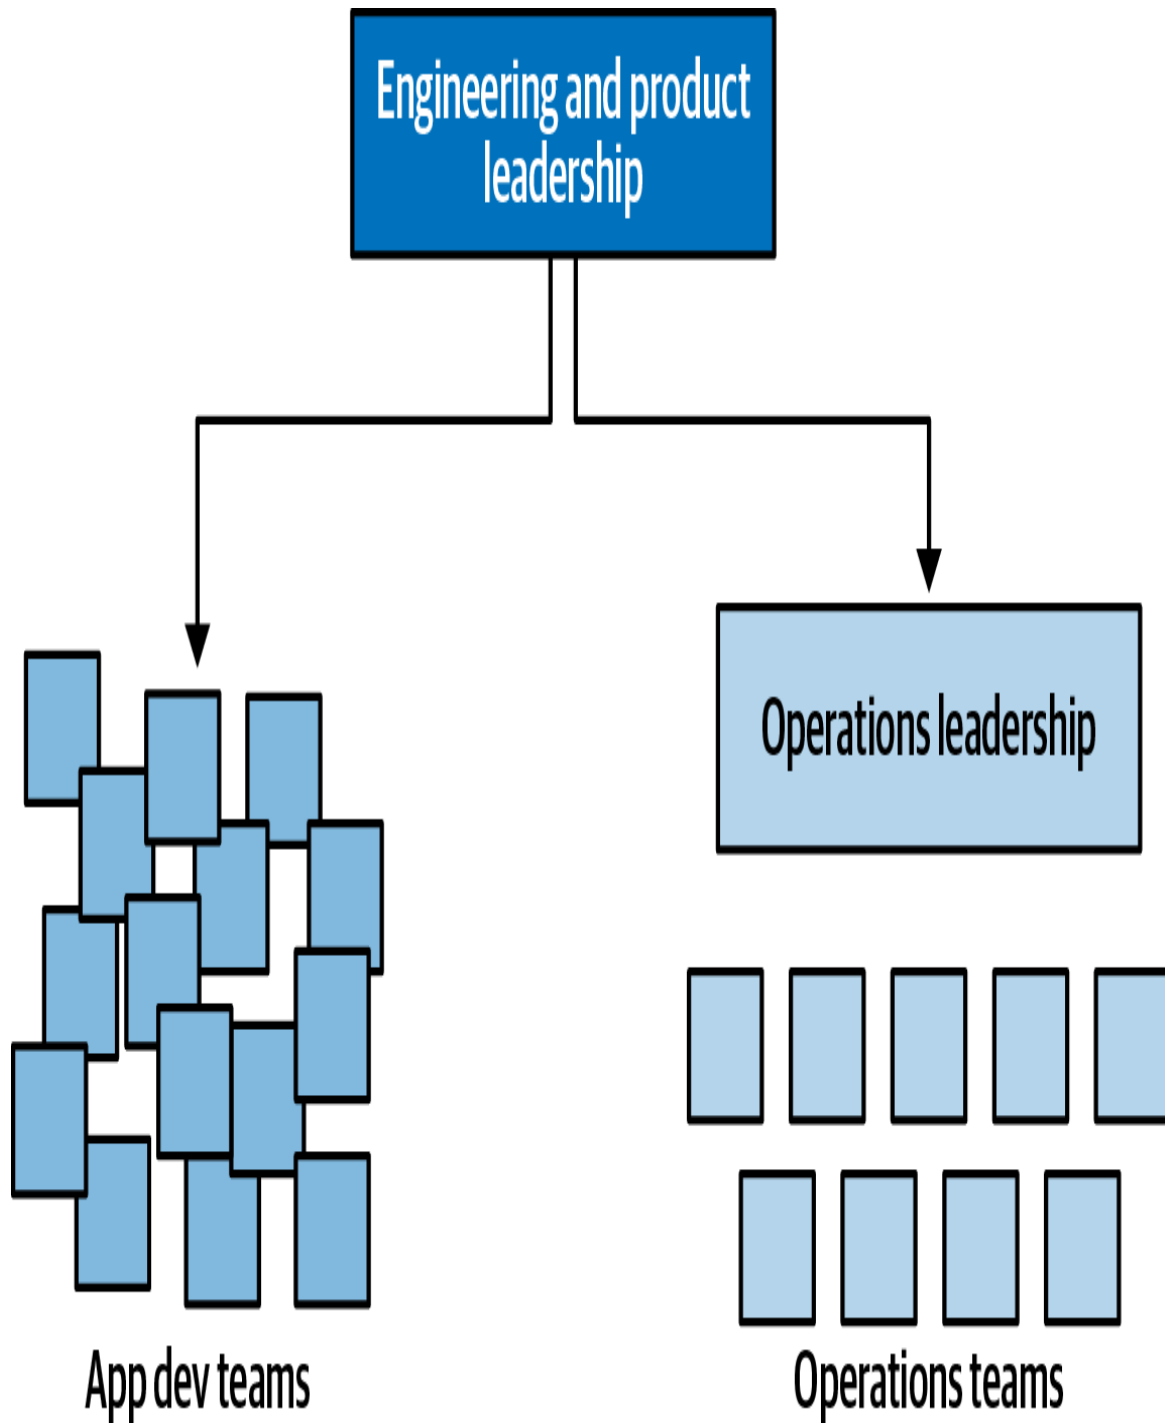 Engineering and product
leadership
Operations leadership
App dev teams
Operations teams